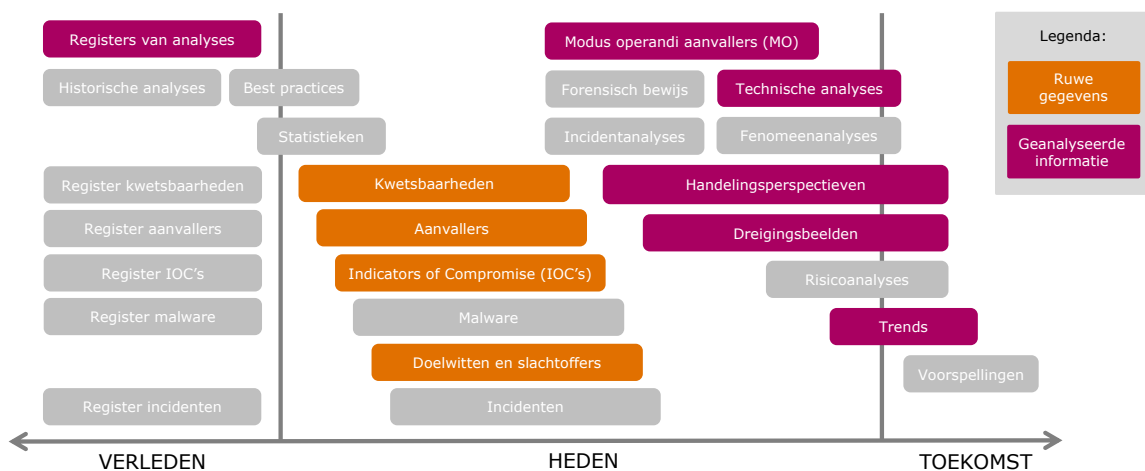 Registers van analyses
Modus operandi aanvallers (MO)
Legenda:
Historische analyses
Best practices
Forensisch bewijs
Technische analyses
Ruwe
gegevens
Statistieken
Incidentanalyses
Fenomeenanalyses
Geanalyseerde
informatie
Register kwetsbaarheden
Kwetsbaarheden
Handelingsperspectieven
Register aanvallers
Aanvallers
Dreigingsbeelden
Register IOC's
Indicators of Compromise (IOC's)
Risicoanalyses
Register malware
Malware
Trends
Doelwitten en slachtoffers
Voorspellingen
Register incidenten
Incidenten
VERLEDEN
HEDEN
TOEKOMST